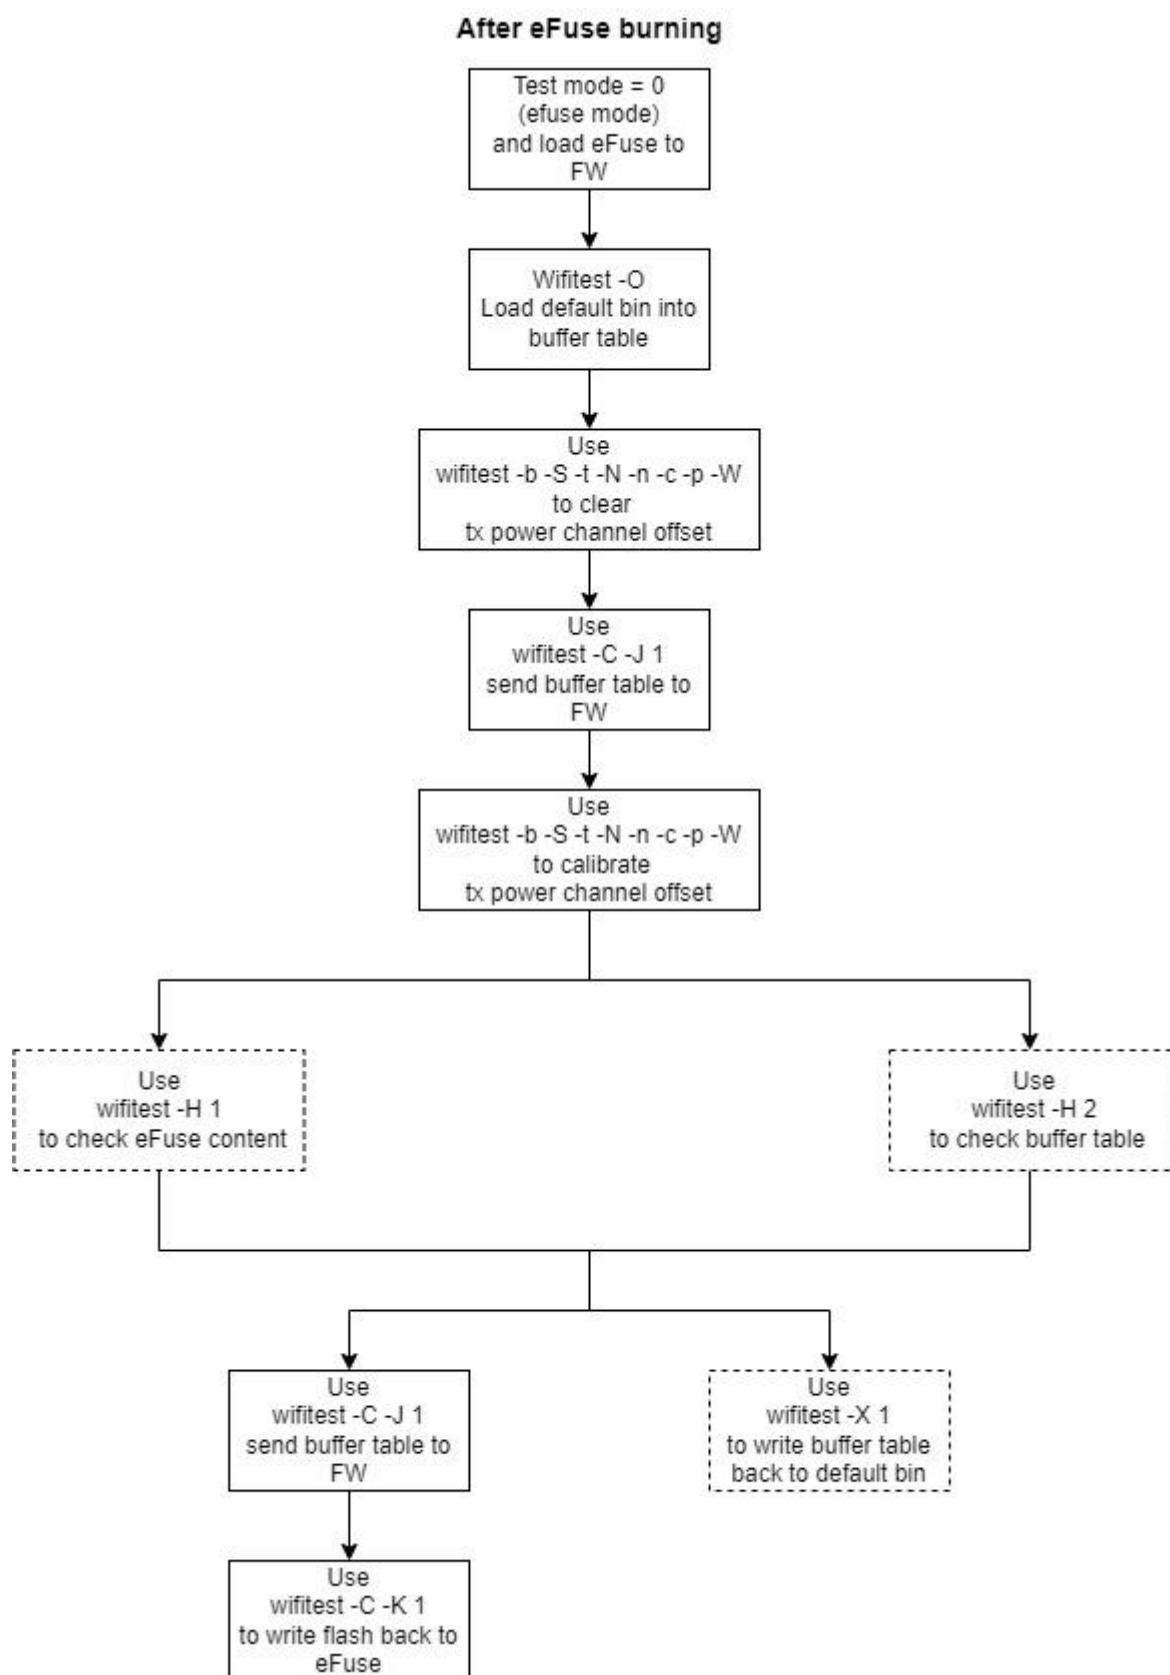 After eFuse burning
Test mode = 0
(efuse mode)
and load eFuse to
FW
Wifitest -O
Load default bin into
buffer table
Use
wifitest -b -S -t -N -n -c -p -W
to clear
tx power channel offset
Use
wifitest -C -J 1
send buffer table to
FW
Use
wifitest -b -S -t -N -n -c -p -W
to calibrate
tx power channel offset
Use
wifitest -H 1
to check eFuse content
Use
wifitest -H 2
to check buffer table
Use
wifitest -C -J 1
send buffer table to
FW
Use
wifitest -X 1
to write buffer table
back to default bin
Use
wifitest -C -K 1
to write flash back to
eFuse